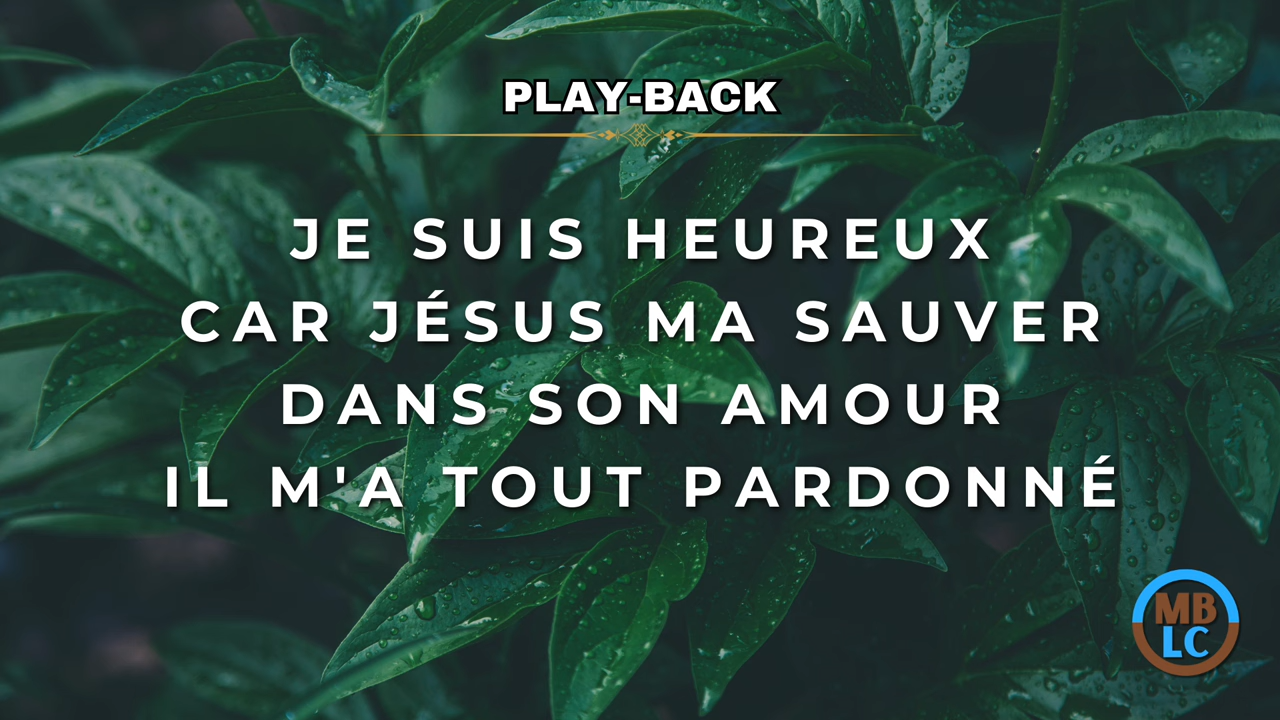 PLAY-BACK
JE SUIS HEUREUX
CAR JÉSUS MA SAUVER
DANS SON AMOUR
IL M'A TOUT PARDONNÉ
MB
LC